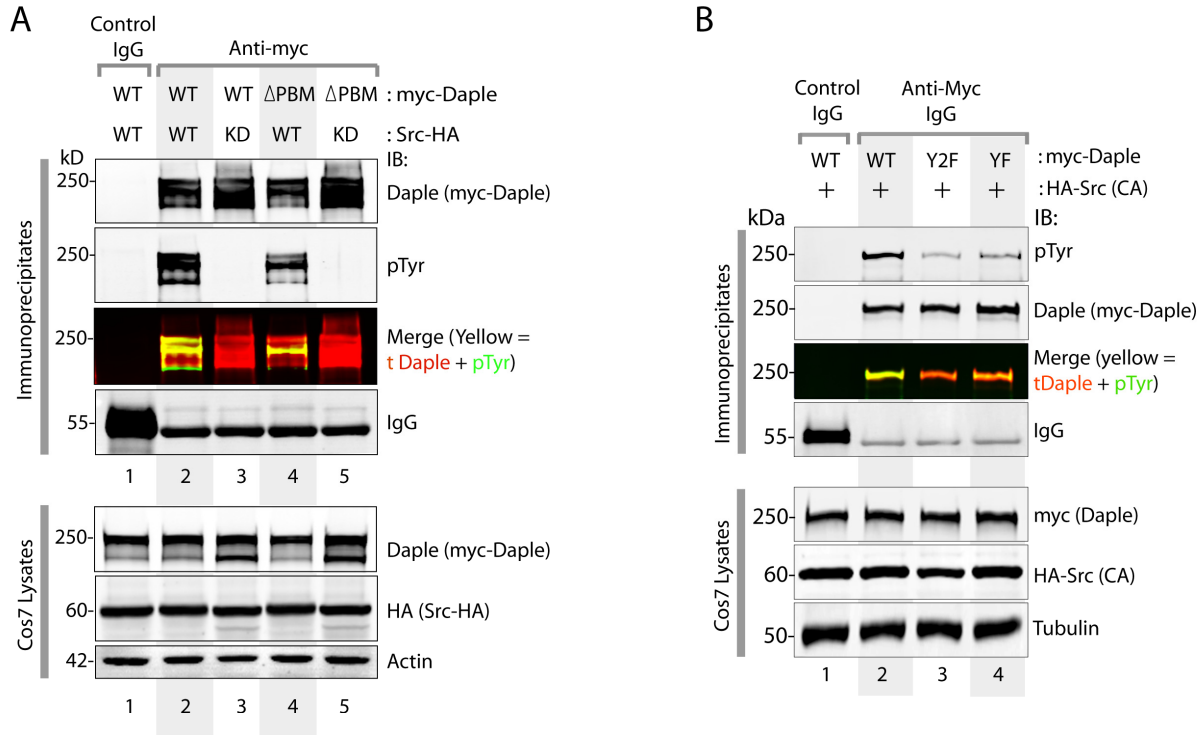 A
Control
IgG
Anti-myc
WT WT WT ΔPBM ΔPBM : myc-Daple
WT WT KD WT KD : Src-HA
kD
IB:
250-
Daple (myc-Daple)
250-
pTyr
250-
Merge (Yellow =
t Daple + pTyr)
55-
IgG
Immunoprecipitates
1 2 3 4 5
250-
Daple (myc-Daple)
60-
HA (Src-HA)
42-
Actin
Cos7 Lysates
1 2 3 4 5
B
Control
IgG
Anti-Myc
IgG
WT WT Y2F YF : myc-Daple
+ + + + : HA-Src (CA)
kDa
IB:
250-
pTyr
250-
Daple (myc-Daple)
250-
Merge (yellow =
tDaple + pTyr)
55-
IgG
Immunoprecipitates
250-
myc (Daple)
60-
HA-Src (CA)
50-
Tubulin
Cos7 Lysates
1 2 3 4